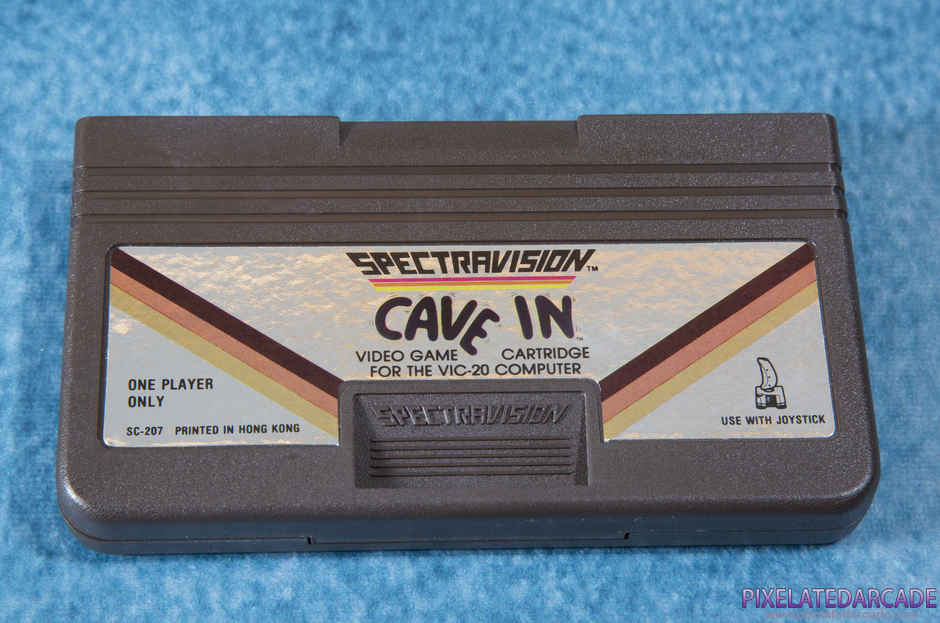 SPECTRAVISION™
CAVE IN™
VIDEO GAME CARTRIDGE
FOR THE VIC-20 COMPUTER
ONE PLAYER
ONLY
SC-207 PRINTED IN HONG KONG
USE WITH JOYSTICK
SPECTRAVISION
PIXELATEDARCADE